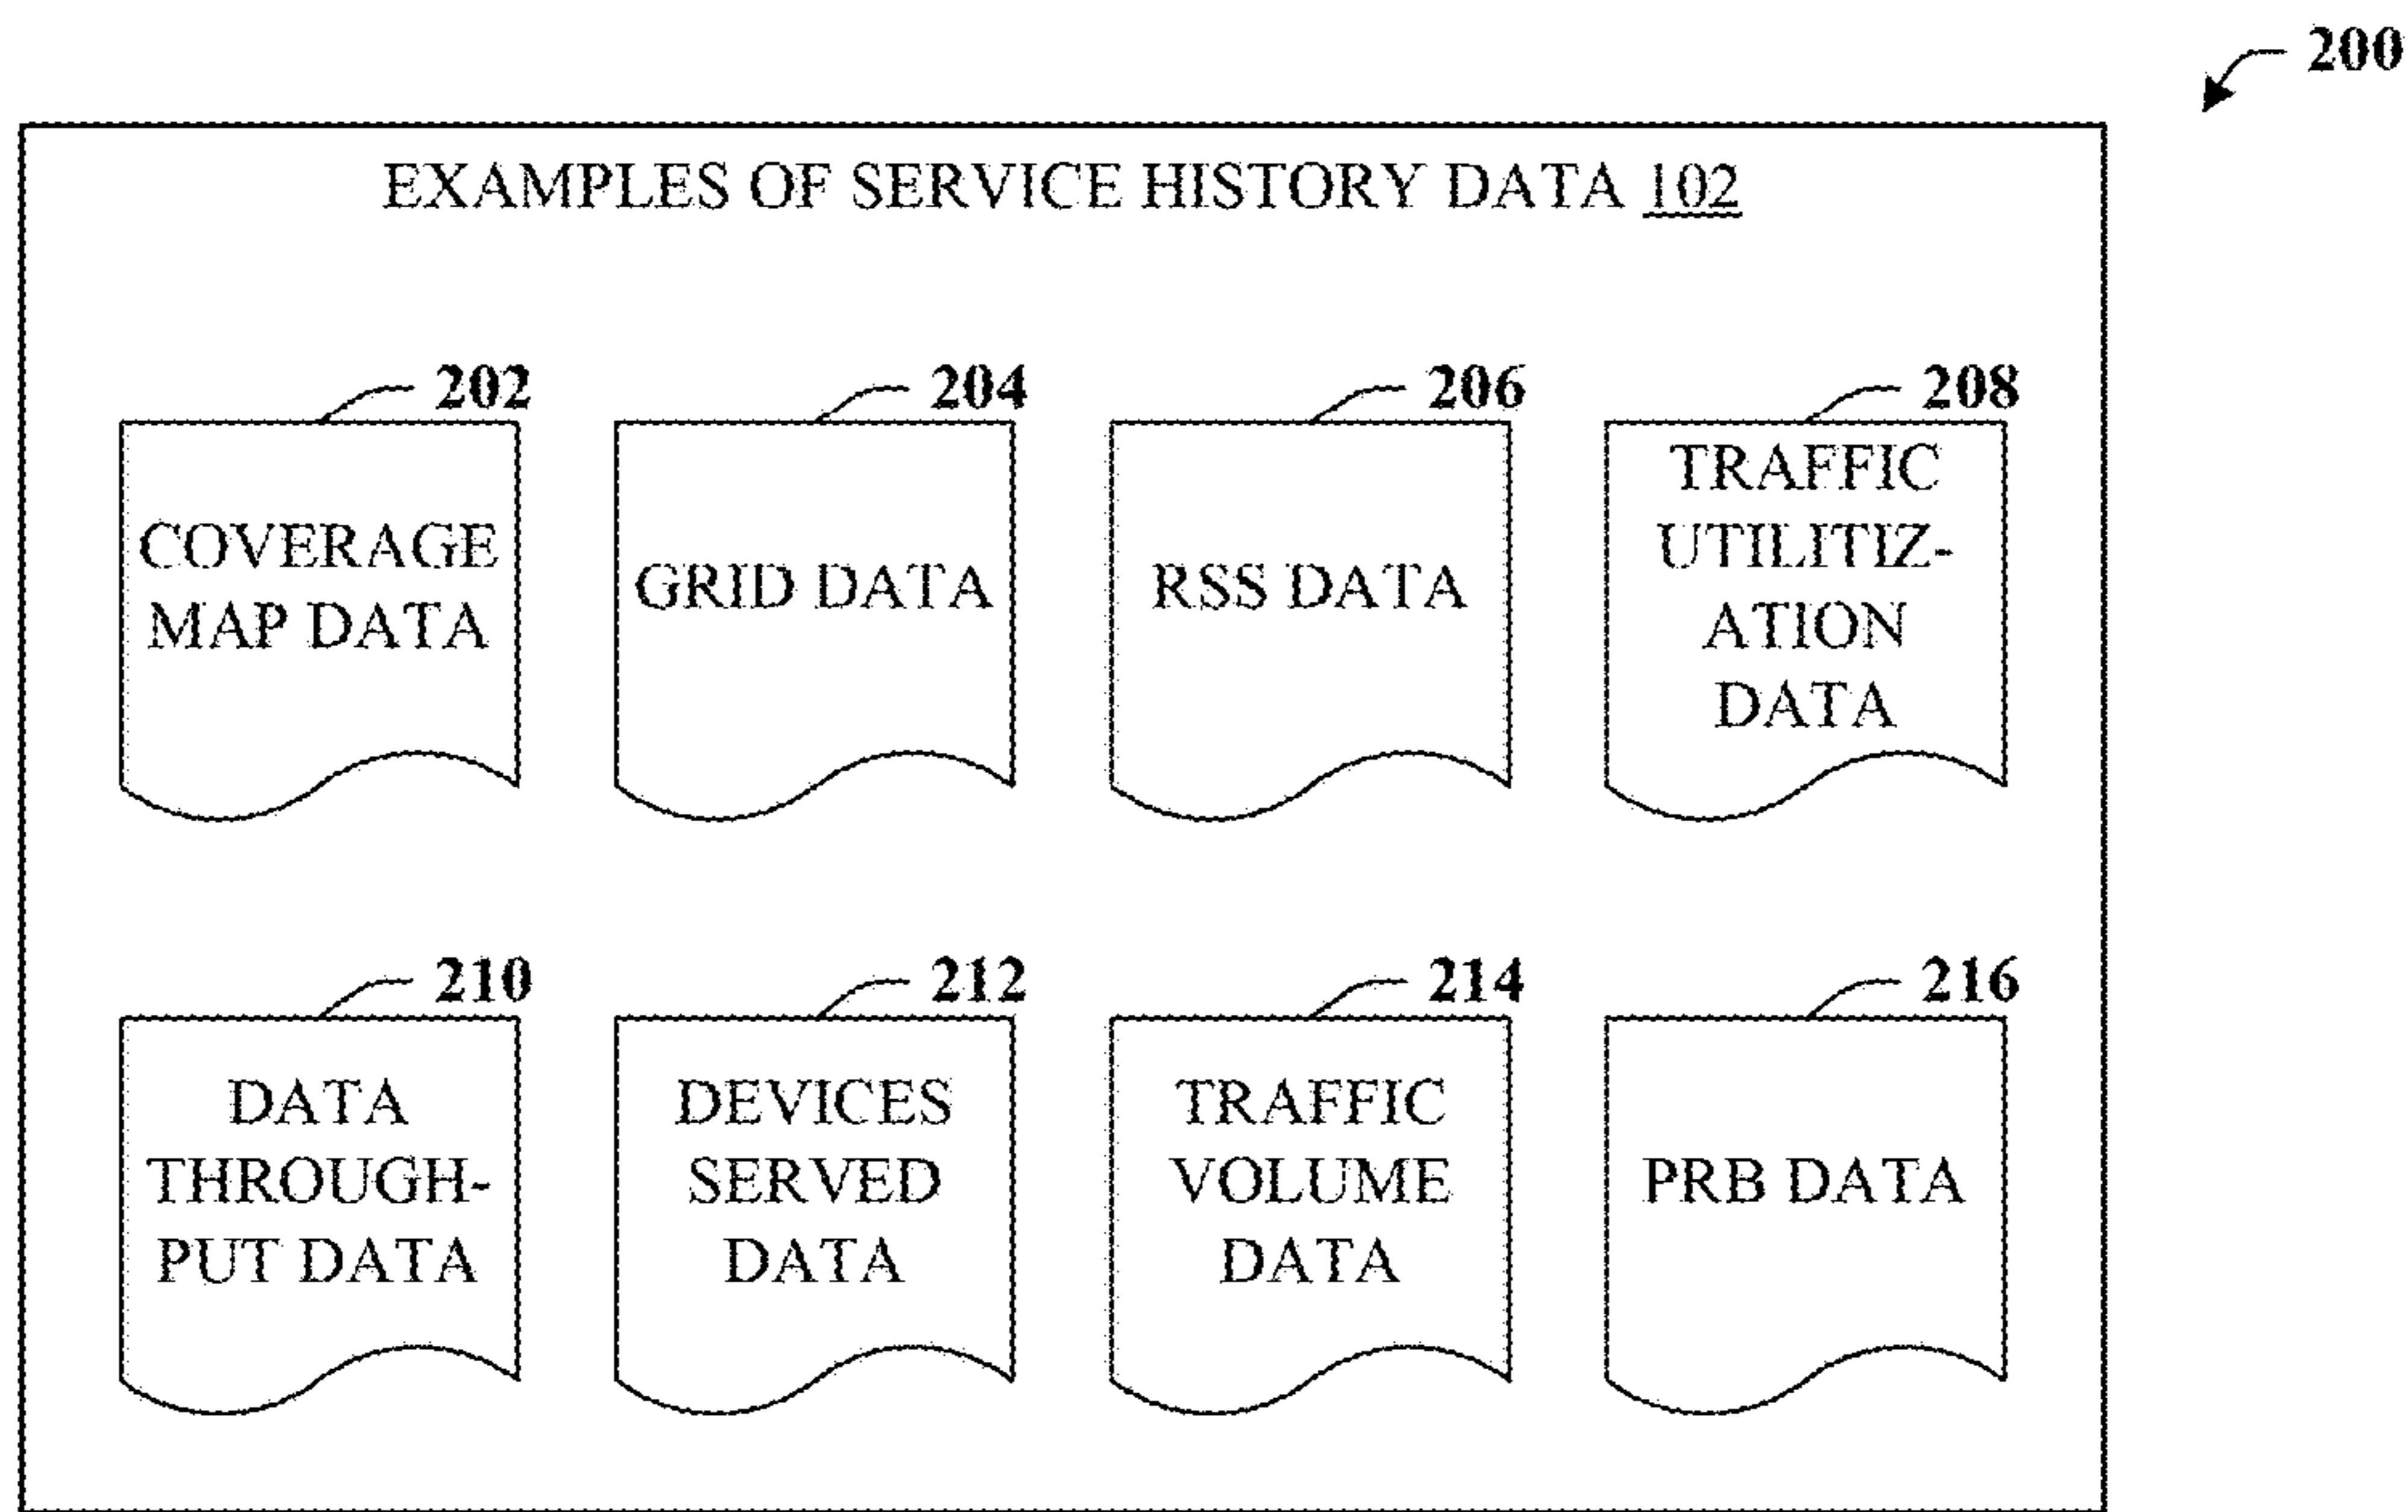 200
EXAMPLES OF SERVICE HISTORY DATA 102
202
COVERAGE
MAP DATA
204
GRID DATA
206
RSS DATA
208
TRAFFIC
UTILITIZ-
ATION
DATA
210
DATA
THROUGH-
PUT DATA
212
DEVICES
SERVED
DATA
214
TRAFFIC
VOLUME
DATA
216
PRB DATA